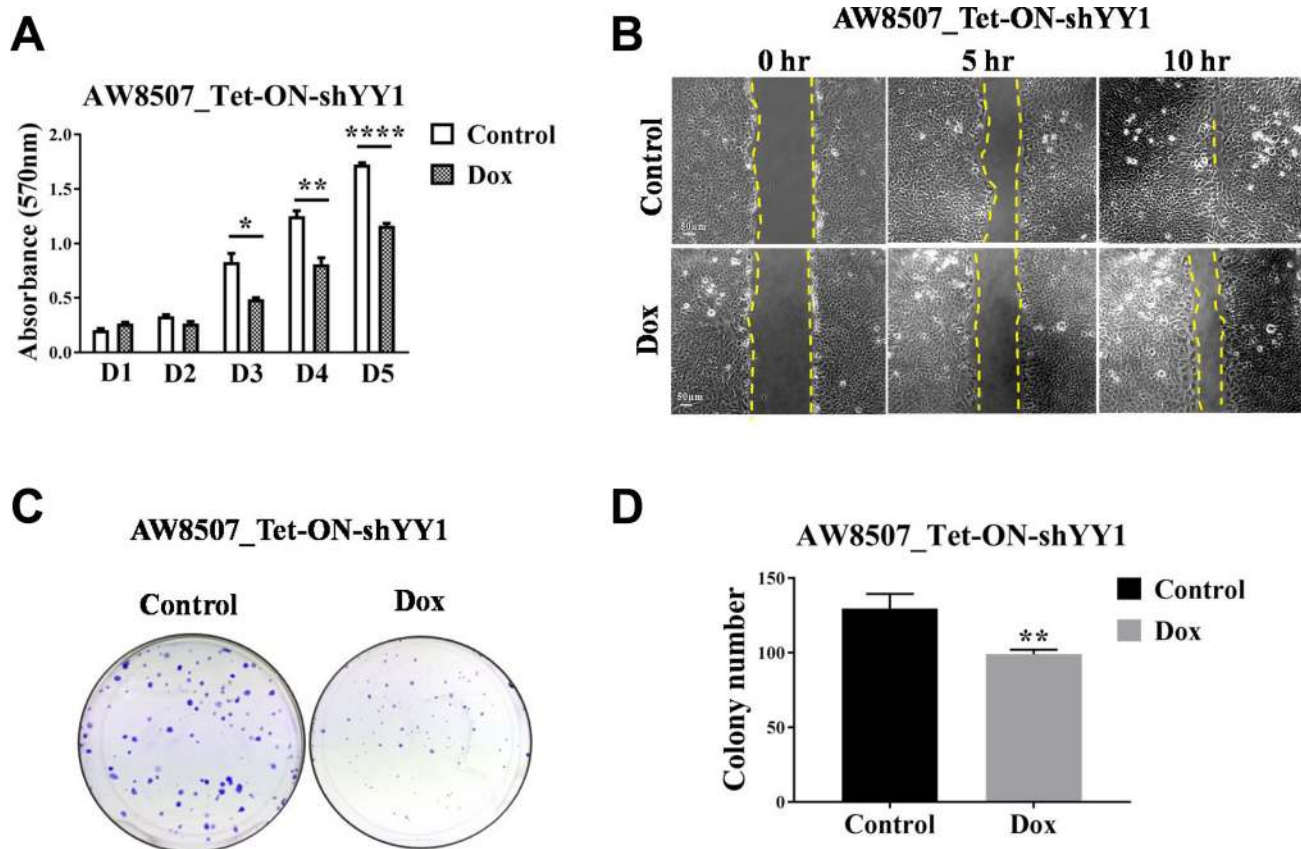 A
AW8507_Tet-ON-shYY1
Absorbance (570nm)
2.0
1.5
1.0
0.5
0.0
* ** ****
D1 D2 D3 D4 D5
Control
Dox
B
AW8507_Tet-ON-shYY1
0 hr 5 hr 10 hr
Control
50µm
Dox
50µm
C
AW8507_Tet-ON-shYY1
Control Dox
D
AW8507_Tet-ON-shYY1
Colony number
150
100
50
0
**
Control Dox
Control
Dox